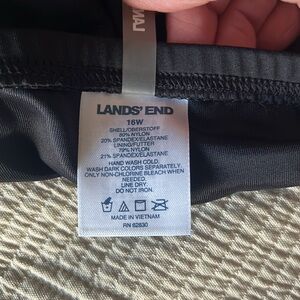 LANDS' END
16W
SHELL/OBERSTOFF
80% NYLON
20% SPANDEX/ELASTANE
LINING/FUTTER
79% NYLON
21% SPANDEX/ELASTANE
HAND WASH COLD.
WASH DARK COLORS SEPARATELY.
ONLY NON-CHLORINE BLEACH WHEN
NEEDED.
LINE DRY.
DO NOT IRON.
MADE IN VIETNAM
RN 62830